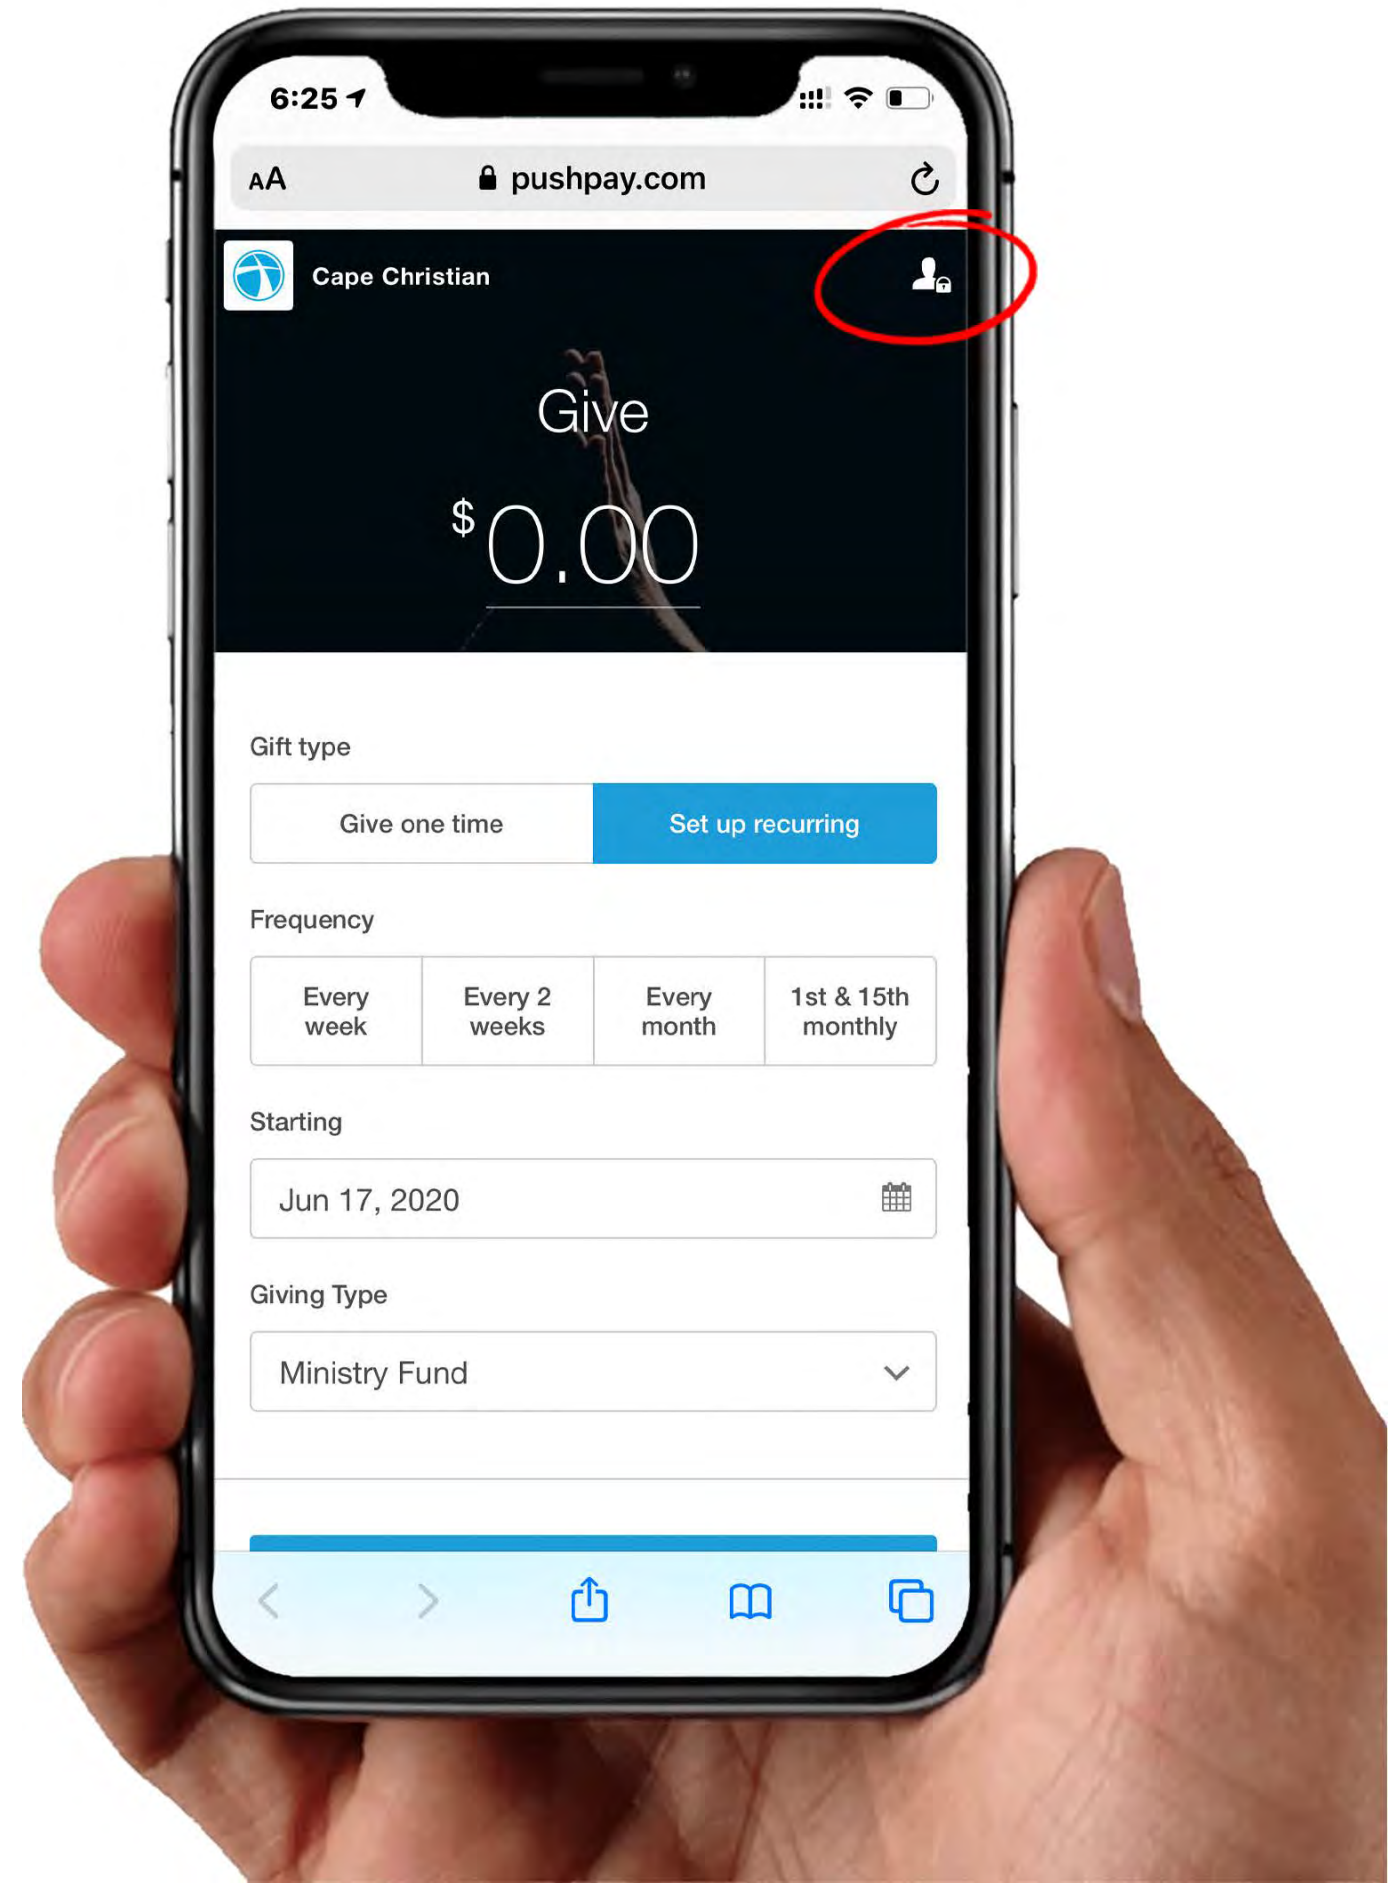 6:25
AA pushpay.com
Cape Christian
Give
$0.00
Gift type
Give one time
Set up recurring
Frequency
Every
week
Every 2
weeks
Every
month
1st & 15th
monthly
Starting
Jun 17, 2020
Giving Type
Ministry Fund